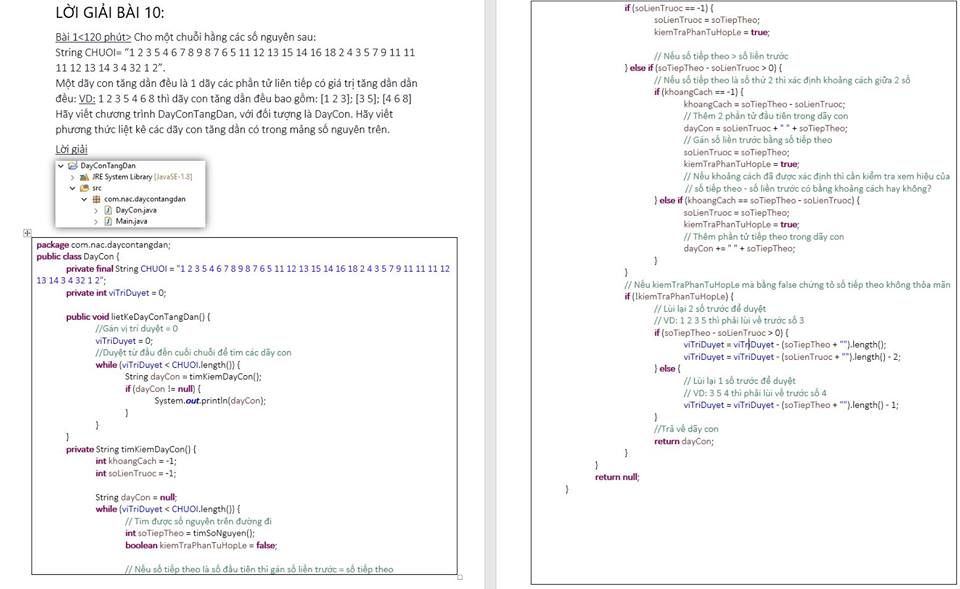 LỜI GIẢI BÀI 10:
Bài 1<120 phút> Cho một chuỗi hằng các số nguyên sau:
String CHUOI= "1 2 3 5 4 6 7 8 9 8 7 6 5 11 12 13 15 14 16 18 2 4 3 5 7 9 11 11
11 12 13 14 3 4 32 1 2".
Một dãy con tăng dần đều là 1 dãy các phần tử liên tiếp có giá trị tăng dần dần
đều: VD: 1 2 3 5 4 6 8 thì dãy con tăng dần đều bao gồm: [1 2 3]; [3 5]; [4 6 8]
Hãy viết chương trình DayConTangDan, với đối tượng là DayCon. Hãy viết
phương thức liệt kê các dãy con tăng dần có trong mảng số nguyên trên.
Lời giải
DayConTangDan
JRE System Library [JavaSE-1.8]
src
com.nac.daycontangdan
DayCon.java
Main.java
package com.nac.daycontangdan;
public class DayCon {
private final String CHUOI = "1 2 3 5 4 6 7 8 9 8 7 6 5 11 12 13 15 14 16 18 2 4 3 5 7 9 11 11 11 12
13 14 3 4 32 1 2";
private int viTriDuyet = 0;
public void lietKeDayConTangDan() {
//Gán vị trí duyệt = 0
viTriDuyet = 0;
//Duyệt từ đầu đến cuối chuỗi để tìm các dãy con
while (viTriDuyet < CHUOI.length()) {
String dayCon = timKiemDayCon();
if (dayCon != null) {
System.out.println(dayCon);
}
}
}
private String timKiemDayCon() {
int khoangCach = -1;
int soLienTruoc = -1;
String dayCon = null;
while (viTriDuyet < CHUOI.length()) {
// Tìm được số nguyên trên đường đi
int soTiepTheo = timSoNguyen();
boolean kiemTraPhanTuHopLe = false;
// Nếu số tiếp theo là số đầu tiên thì gán số liền trước = số tiếp theo
if (soLienTruoc == -1) {
soLienTruoc = soTiepTheo;
kiemTraPhanTuHopLe = true;
// Nếu số tiếp theo > số liền trước
} else if (soTiepTheo - soLienTruoc > 0) {
// Nếu số tiếp theo là số thứ 2 thì xác định khoảng cách giữa 2 số
if (khoangCach == -1) {
khoangCach = soTiepTheo - soLienTruoc;
// Thêm 2 phần tử đầu tiên trong dãy con
dayCon = soLienTruoc + " " + soTiepTheo;
// Gán số liền trước bằng số tiếp theo
soLienTruoc = soTiepTheo;
kiemTraPhanTuHopLe = true;
// Nếu khoảng cách đã được xác định thì cần kiểm tra xem hiệu của
// số tiếp theo - số liền trước có bằng khoảng cách hay không?
} else if (khoangCach == soTiepTheo - soLienTruoc) {
soLienTruoc = soTiepTheo;
kiemTraPhanTuHopLe = true;
// Thêm phần tử tiếp theo trong dãy con
dayCon += " " + soTiepTheo;
}
}
// Nếu kiemTraPhanTuHopLe mà bằng false chứng tỏ số tiếp theo không thỏa mãn
if (!kiemTraPhanTuHopLe) {
// Lùi lại 2 số trước để duyệt
// VD: 1 2 3 5 thì phải lùi về trước số 3
if (soTiepTheo - soLienTruoc > 0) {
viTriDuyet = viTriDuyet - (soTiepTheo + "").length();
viTriDuyet = viTriDuyet - (soLienTruoc + "").length() - 2;
} else {
// Lùi lại 1 số trước để duyệt
// VD: 3 5 4 thì phải lùi về trước số 4
viTriDuyet = viTriDuyet - (soTiepTheo + "").length() - 1;
}
//Trả về dãy con
return dayCon;
}
}
return null;
}